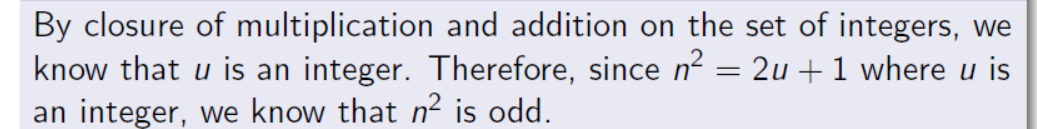 By closure of multiplication and addition on the set of integers, we
know that u is an integer. Therefore, since n² = 2u + 1 where u is
an integer, we know that n² is odd.